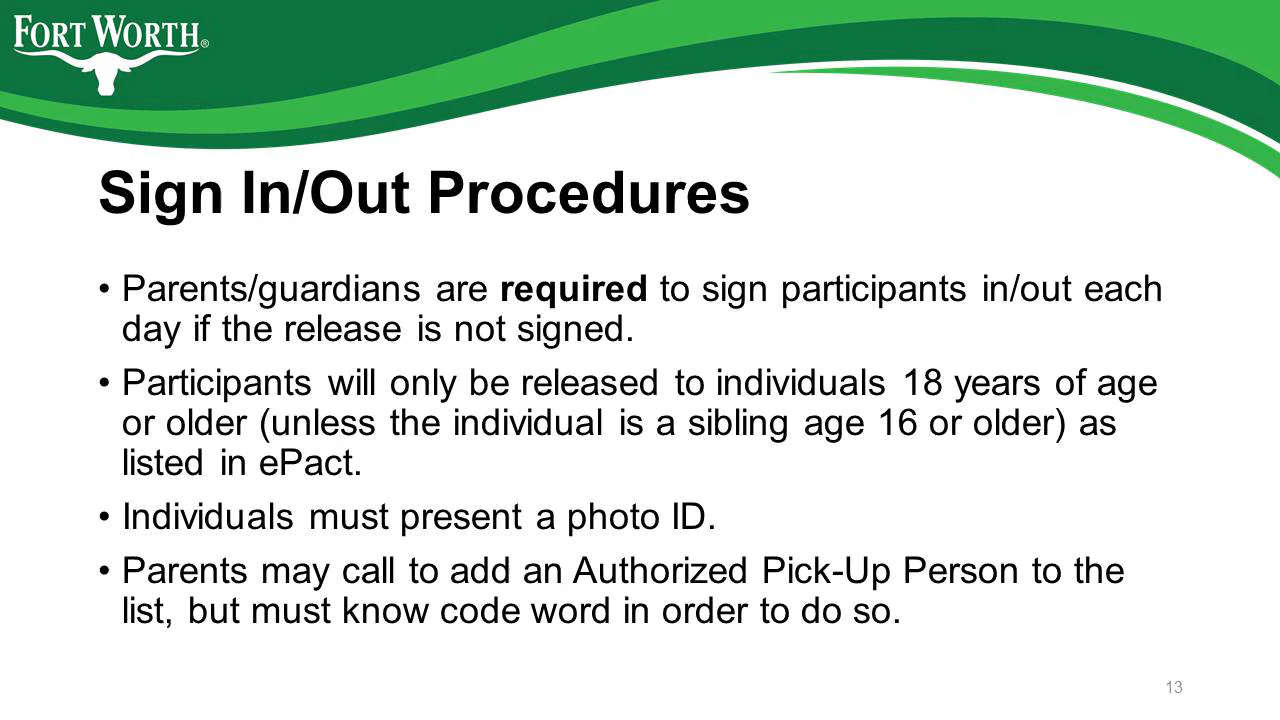 FORT WORTH®
Sign In/Out Procedures
• Parents/guardians are required to sign participants in/out each
day if the release is not signed.
• Participants will only be released to individuals 18 years of age
or older (unless the individual is a sibling age 16 or older) as
listed in ePact.
• Individuals must present a photo ID.
• Parents may call to add an Authorized Pick-Up Person to the
list, but must know code word in order to do so.
13